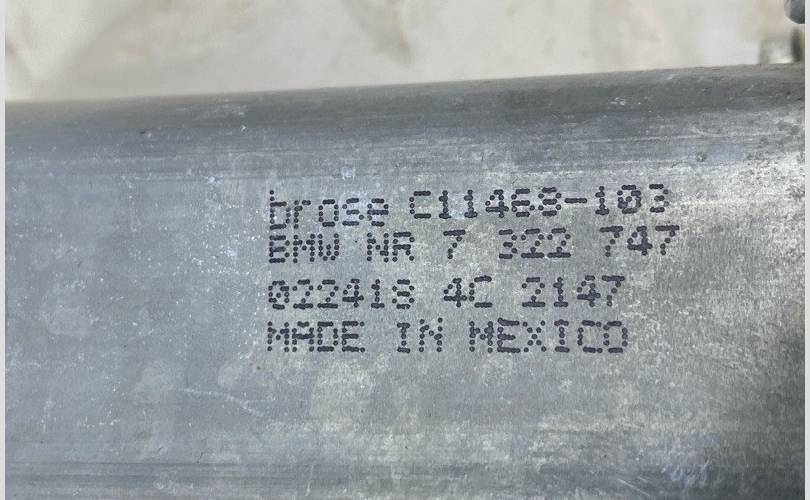 brose C11468-103
BMW NR 7 322 747
022418 4C 2147
MADE IN MEXICO